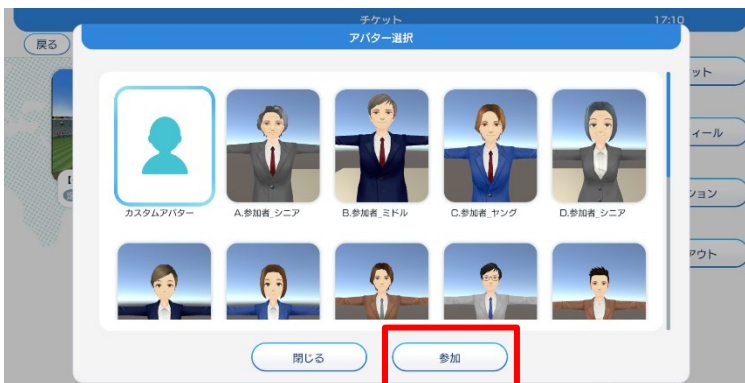 チケット
17:10
戻る
アバター選択
カスタムアバター
A.参加者_シニア
B.参加者_ミドル
C.参加者_ヤング
D.参加者_シニア
ット
ィール
ション
アウト
閉じる
参加